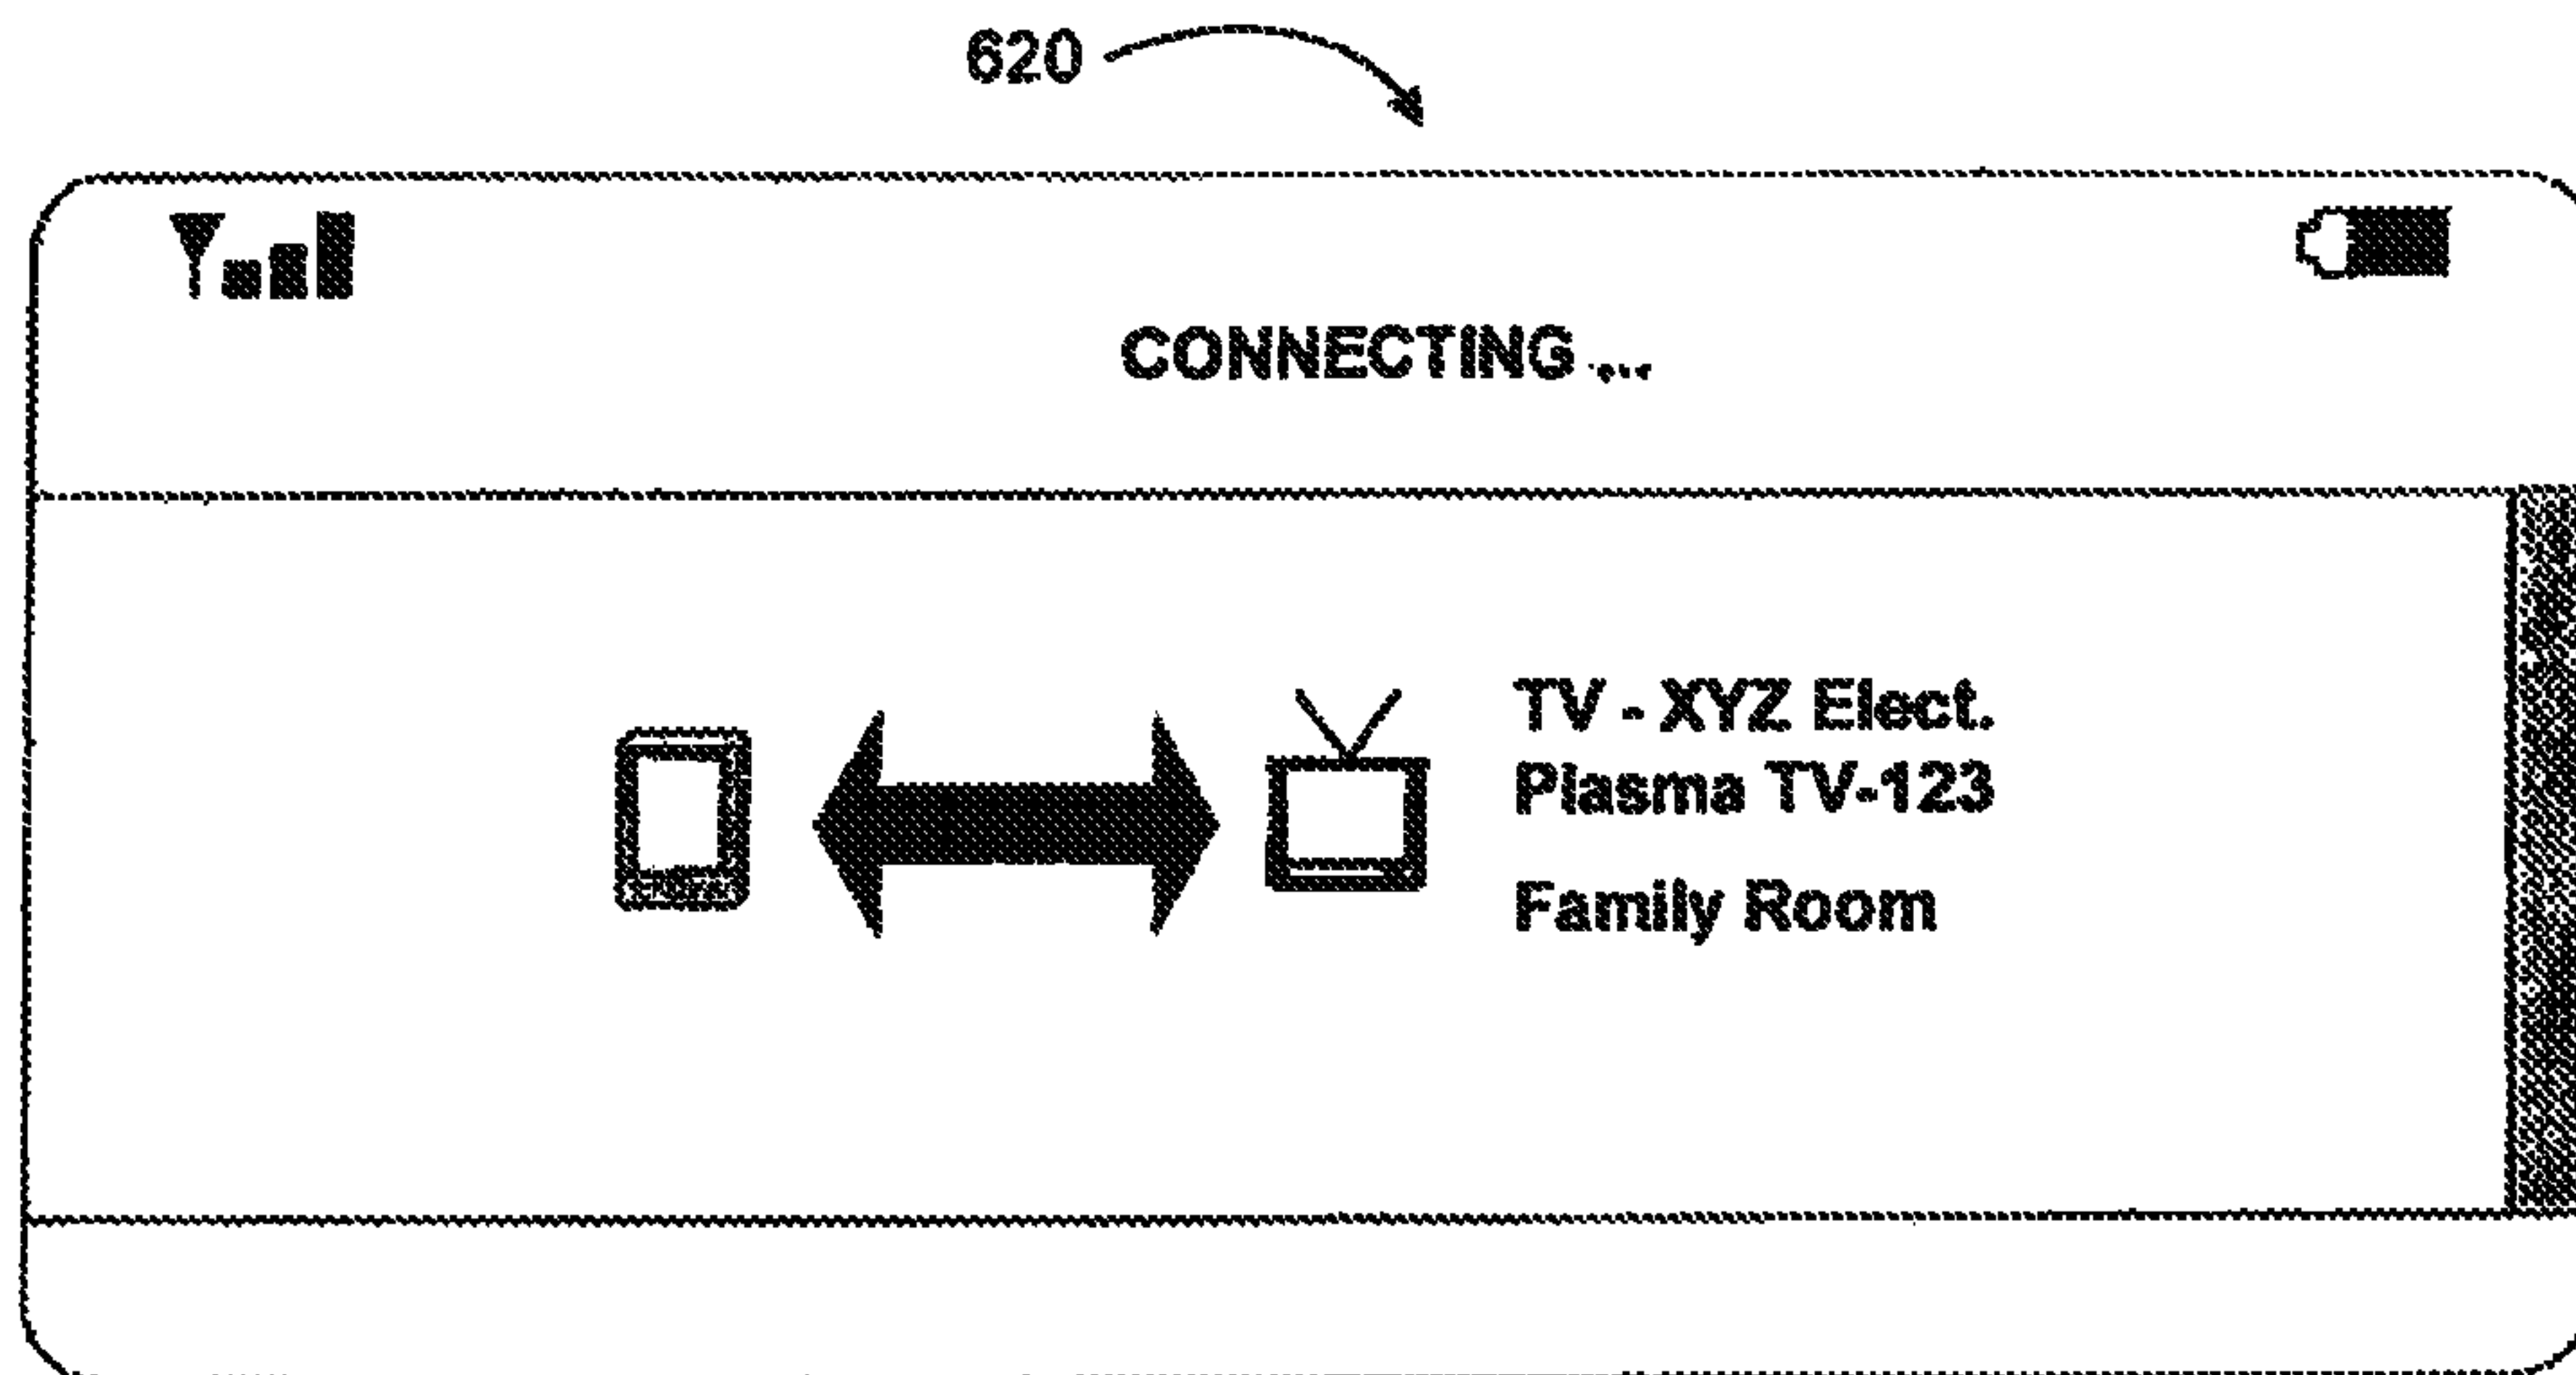 620
CONNECTING ...
TV - XYZ Elect.
Plasma TV-123
Family Room